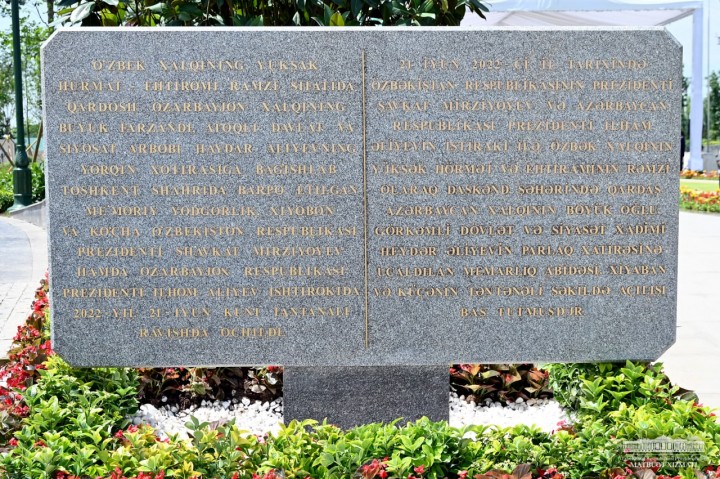 O'ZBEK XALQINING YUKSAK
HURMAT - EHTIROMI RAMZI SIFATIDA
QARDOSH OZARBAYJON XALQINING
BUYUK FARZANDI, ATOQLI DAVLAT VA
SIYOSAT ARBOBI HAYDAR ALIYEVNING
YORQIN XOTIRASIGA BAG'ISHLAB
TOSHKENT SHAHRIDA BARPO ETILGAN
ME'MORIY YODGORLIK, XIYOBON
VA KO'CHA O'ZBEKISTON RESPUBLIKASI
PREZIDENTI SHAVKAT MIRZIYOYEV
HAMDA OZARBAYJON RESPUBLIKASI
PREZIDENTI ILHOM ALIYEV ISHTIROKIDA
2022 YIL 21-IYUN KUNI TANTANALI
RAVISHDA OCHILDI
21 İYUN 2022-Cİ İL TARİXİNDƏ
ÖZBƏKİSTAN RESPUBLİKASININ PREZİDENTİ
ŞAVKAT MİRZİYOYEV VƏ AZƏRBAYCAN
RESPUBLİKASI PREZİDENTİ İLHAM
ƏLİYEVİN İŞTİRAKI İLƏ ÖZBƏK XALQININ
YÜKSƏK HÖRMƏT VƏ EHTİRAMININ RƏMZİ
OLARAQ DAŞKƏND ŞƏHƏRİNDƏ QARDAŞ
AZƏRBAYCAN XALQININ BÖYÜK OĞLU
GÖRKƏMLİ DÖVLƏT VƏ SİYASƏT XADİMİ
HEYDƏR ƏLİYEVİN PARLAQ XATİRƏSİNƏ
UCALDILAN MEMARLIQ ABİDƏSİ, XİYABAN
VƏ KÜÇƏNİN TƏNTƏNƏLİ ŞƏKİLDƏ AÇILIŞI
BAŞ TUTMUŞDUR
MATBUOT XIZMATI